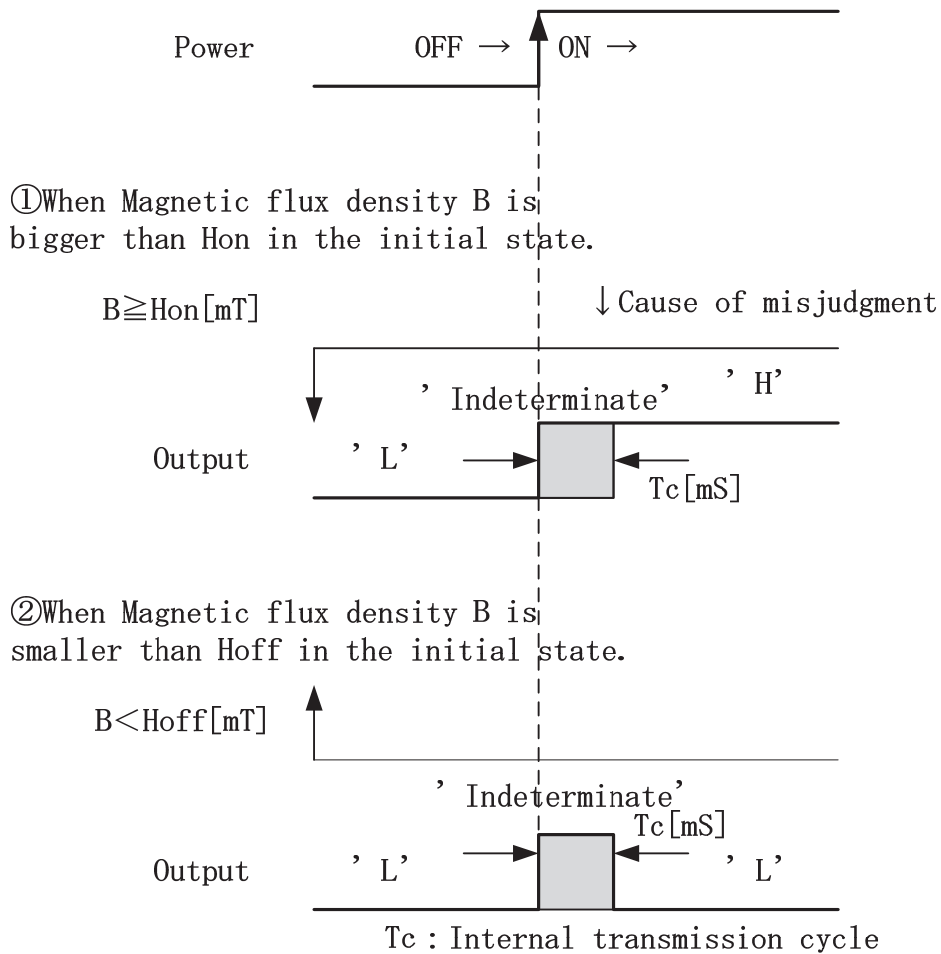 Power OFF → ON →
①When Magnetic flux density B is
bigger than Hon in the initial state.
B≧Hon[mT] ↓Cause of misjudgment
' Indeterminate' ' H'
Output ' L'
Tc[mS]
②When Magnetic flux density B is
smaller than Hoff in the initial state.
B<Hoff[mT]
' Indeterminate'
Tc[mS]
Output ' L' ' L'
Tc：Internal transmission cycle